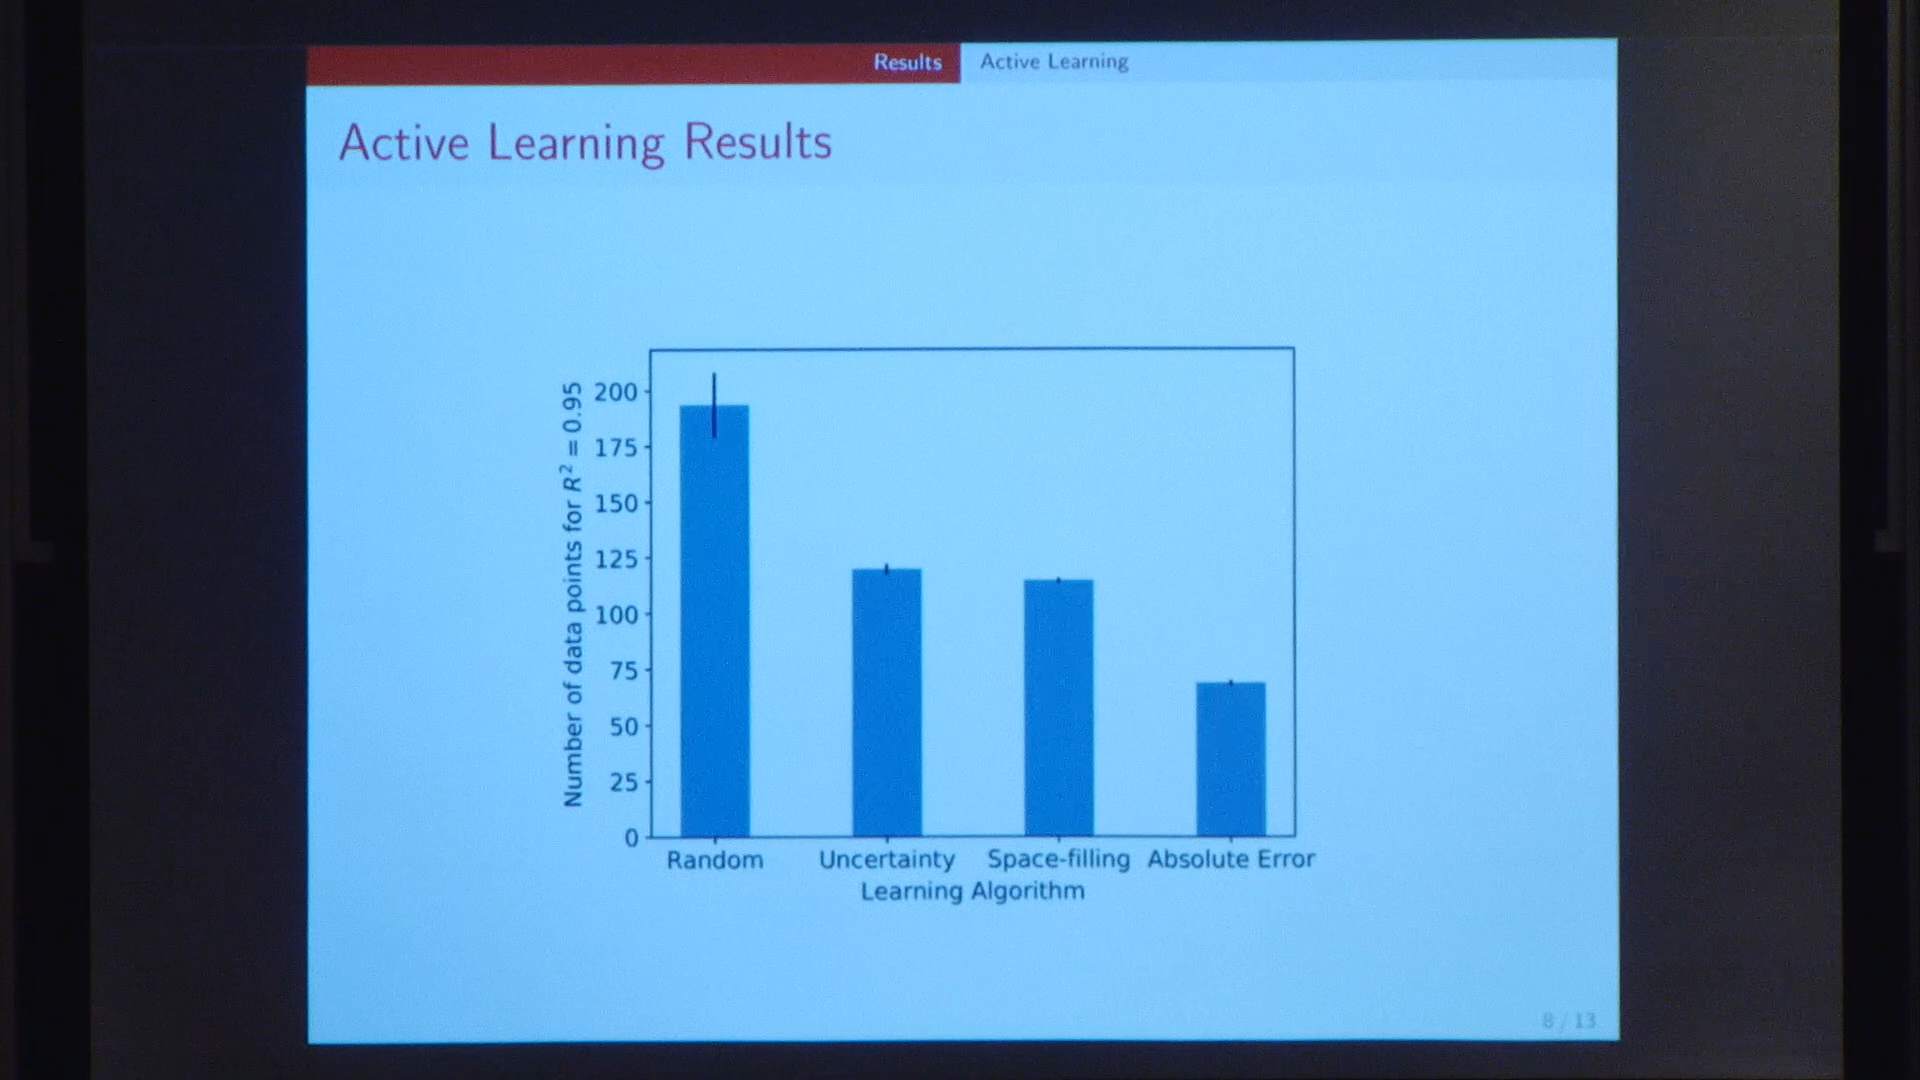 Results Active Learning
Active Learning Results
Number of data points for R² = 0.95
200
175
150
125
100
75
50
25
0
Random Uncertainty Space-filling Absolute Error
Learning Algorithm
8 / 13